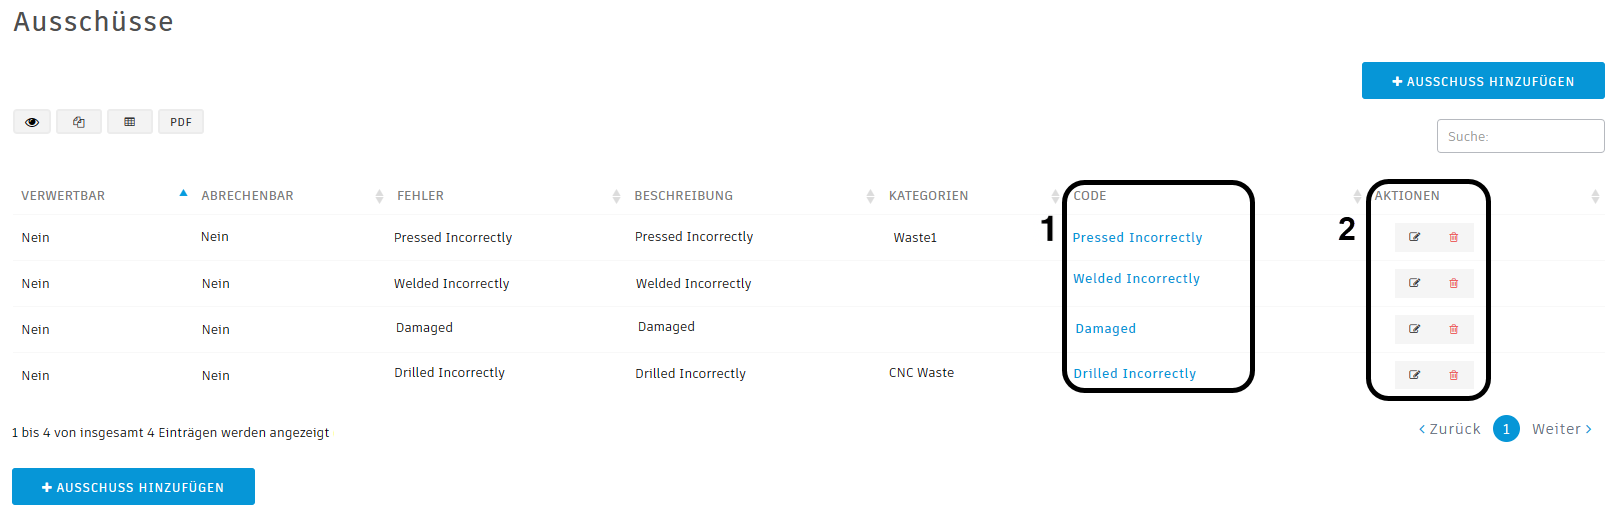 Ausschüsse
AUSSCHUSS HINZUFÜGEN
PDF
Suche:
VERWERTBAR ABRECHENBAR FEHLER BESCHREIBUNG KATEGORIEN CODE AKTIONEN
1 2
Nein Nein Pressed Incorrectly Pressed Incorrectly Waste1 Pressed Incorrectly
Nein Nein Welded Incorrectly Welded Incorrectly Welded Incorrectly
Nein Nein Damaged Damaged Damaged
Nein Nein Drilled Incorrectly Drilled Incorrectly CNC Waste Drilled Incorrectly
1 bis 4 von insgesamt 4 Einträgen werden angezeigt
Zurück 1 Weiter
AUSSCHUSS HINZUFÜGEN